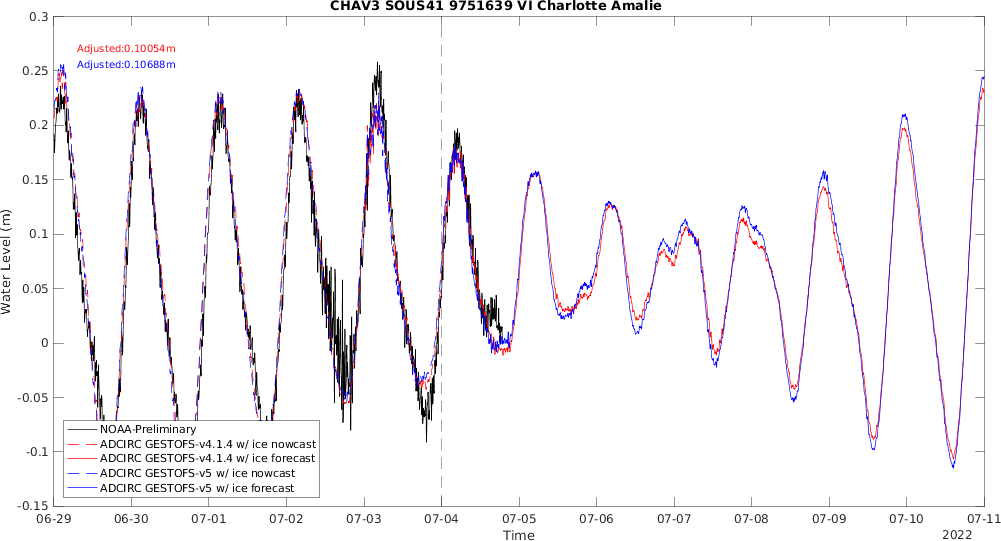 CHAV3 SOUS41 9751639 VI Charlotte Amalie
Adjusted:0.10054m
Adjusted:0.10688m
Water Level (m)
0.3
0.25
0.2
0.15
0.1
0.05
0
-0.05
-0.1
-0.15
NOAA-Preliminary
ADCIRC GESTOFS-v4.1.4 w/ ice nowcast
ADCIRC GESTOFS-v4.1.4 w/ ice forecast
ADCIRC GESTOFS-v5 w/ ice nowcast
ADCIRC GESTOFS-v5 w/ ice forecast
06-29 06-30 07-01 07-02 07-03 07-04 07-05 07-06 07-07 07-08 07-09 07-10 07-11
Time
2022